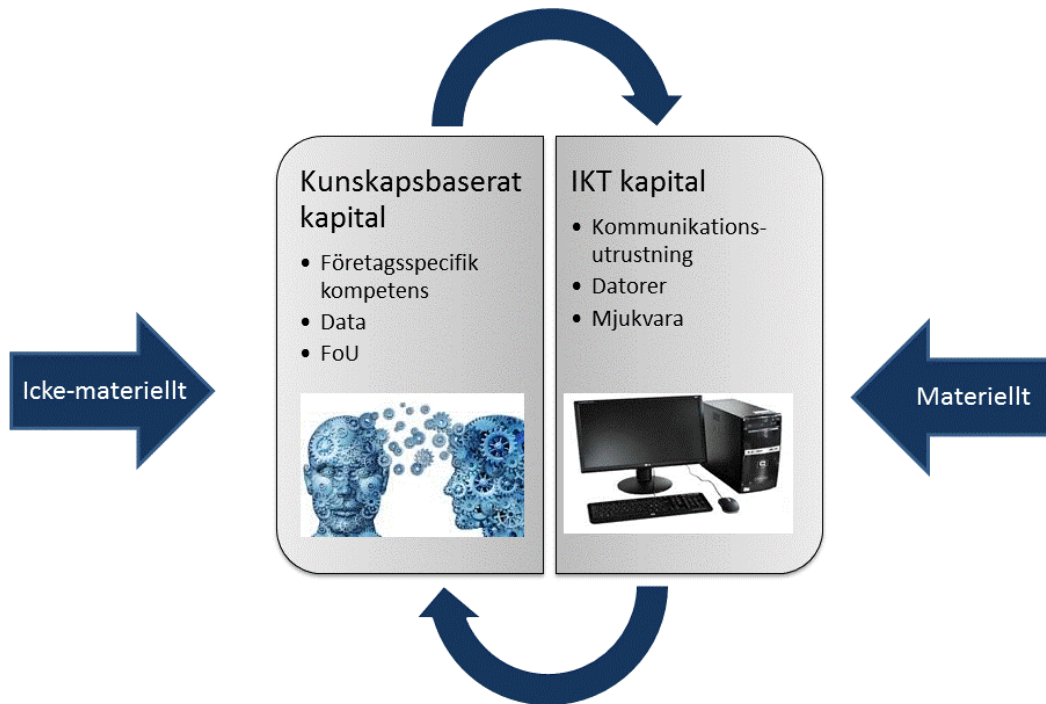 Kunskapsbaserat
kapital
• Företagsspecifik
kompetens
• Data
• FoU
IKT kapital
• Kommunikations-
utrustning
• Datorer
• Mjukvara
Icke-materiellt
Materiellt